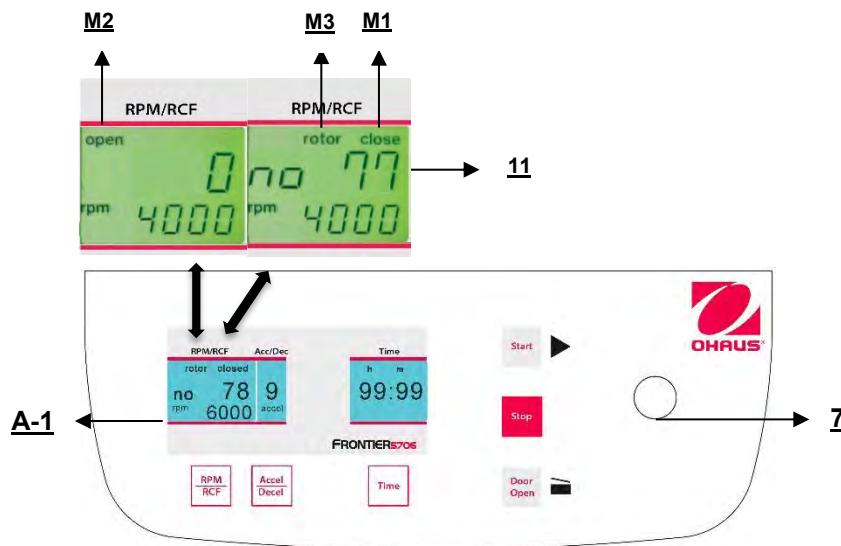 M2
M3
M1
RPM/RCF
RPM/RCF
open
0
rpm
4000
rotor close
no 77
rpm
4000
11
RPM/RCF
Acc/Dec
rotor closed
no 78 9
rpm 6000 accel
Time
h m
99:99
FRONTIER5706
A-1
RPM
RCF
Accel
Decel
Time
Start
Stop
Door
Open
OHAUS
7